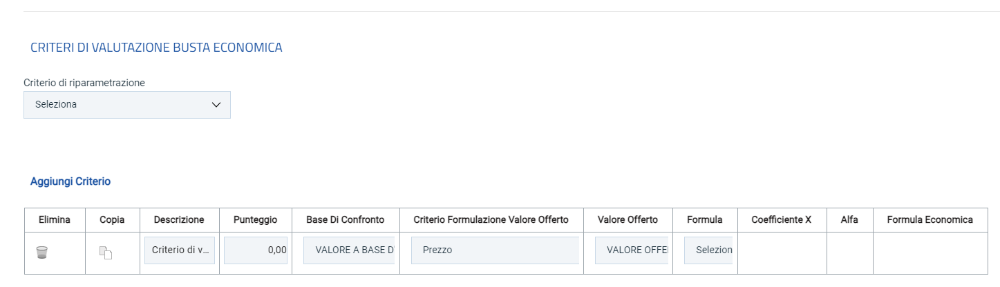 CRITERI DI VALUTAZIONE BUSTA ECONOMICA
Criterio di riparametrazione
Seleziona
Aggiungi Criterio
Elimina Copia Descrizione Punteggio Base Di Confronto Criterio Formulazione Valore Offerto Valore Offerto Formula Coefficiente X Alfa Formula Economica
Criterio di v... 0,00 VALORE A BASE D' Prezzo VALORE OFFE Selezion